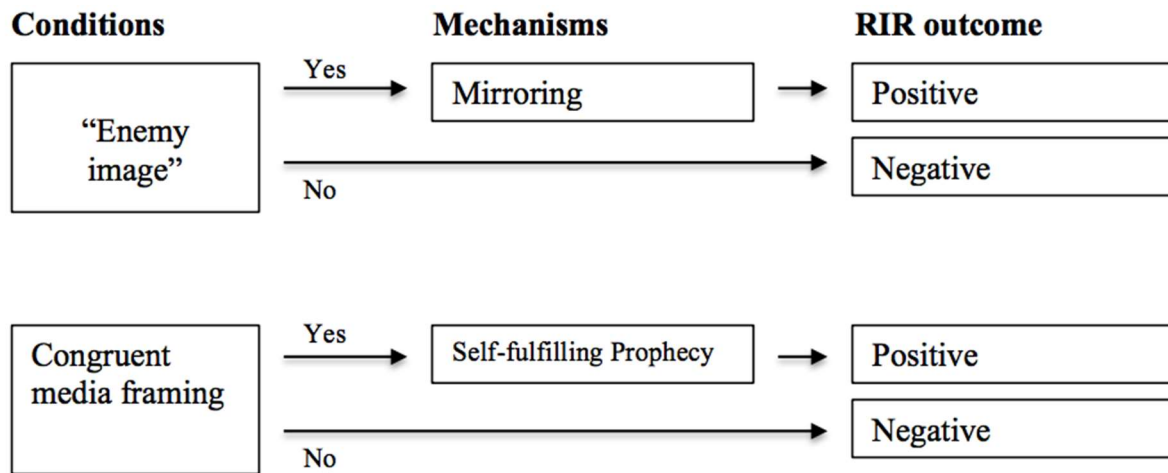 Conditions
Mechanisms
RIR outcome
“Enemy
image”
Yes
Mirroring
Positive
No
Negative
Congruent
media framing
Yes
Self-fulfilling Prophecy
Positive
No
Negative